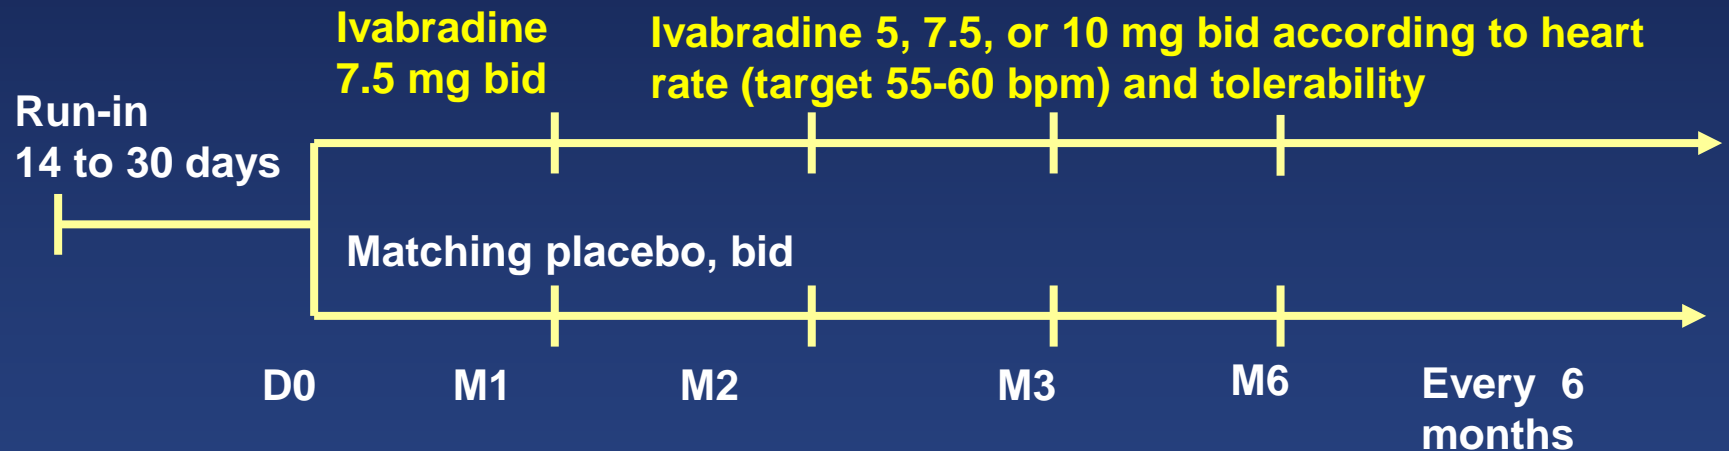 Ivabradine
7.5 mg bid
Ivabradine 5, 7.5, or 10 mg bid according to heart
rate (target 55-60 bpm) and tolerability
Run-in
14 to 30 days
Matching placebo, bid
D0
M1
M2
M3
M6
Every 6
months